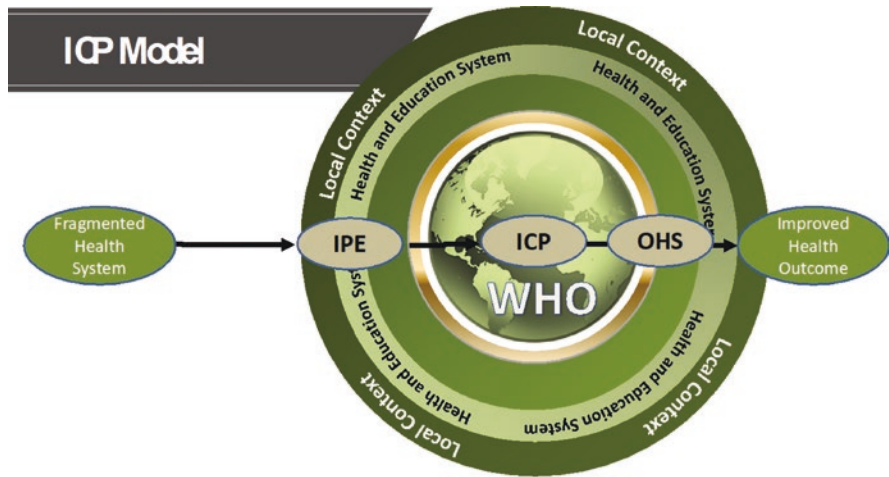 ICP Model
Local Context
Local Context
Health and Education System
Health and Education System
Fragmented
Health
System
IPE
ICP
OHS
Improved
Health
Outcome
WHO
Health and Education System
Health and Education System
Local Context
Local Context